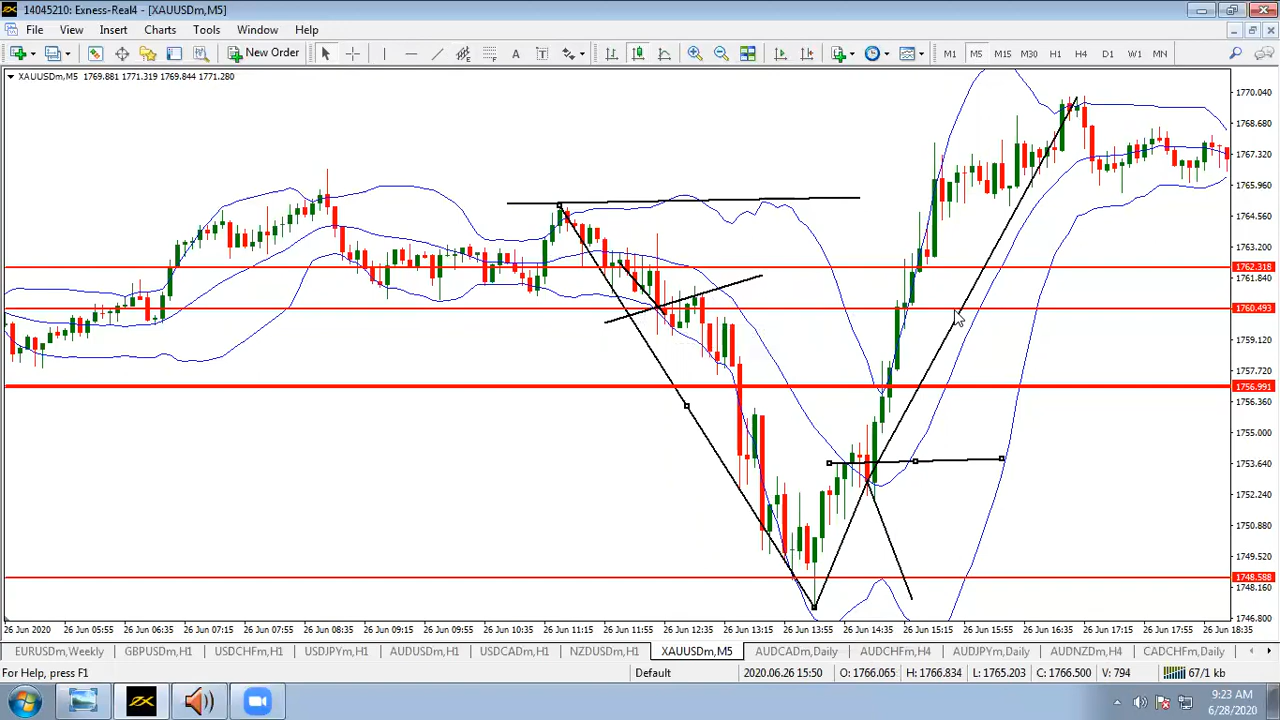 14045210: Exness-Real4 - [XAUUSDm,M5]
File View Insert Charts Tools Window Help
New Order A T M1 M5 M15 M30 H1 H4 D1 W1 MN
XAUUSDm,M5 1769.881 1771.319 1769.844 1771.280
1770.040
1768.680
1767.320
1765.960
1764.560
1763.200
1762.318
1761.840
1760.493
1759.120
1757.720
1756.991
1756.360
1755.000
1753.640
1752.240
1750.880
1749.520
1748.588
1748.160
1746.800
26 Jun 2020 26 Jun 05:55 26 Jun 06:35 26 Jun 07:15 26 Jun 07:55 26 Jun 08:35 26 Jun 09:15 26 Jun 09:55 26 Jun 10:35 26 Jun 11:15 26 Jun 11:55 26 Jun 12:35 26 Jun 13:15 26 Jun 13:55 26 Jun 14:35 26 Jun 15:15 26 Jun 15:55 26 Jun 16:35 26 Jun 17:15 26 Jun 17:55 26 Jun 18:35
EURUSDm,Weekly GBPUSDm,H1 USDCHFm,H1 USDJPYm,H1 AUDUSDm,H1 USDCADm,H1 NZDUSDm,H1 XAUUSDm,M5 AUDCADm,Daily AUDCHFm,H4 AUDJPYm,Daily AUDNZDm,H4 CADCHFm,Daily
For Help, press F1 Default 2020.06.26 15:50 O: 1766.065 H: 1766.834 L: 1765.203 C: 1766.500 V: 794 67/1 kb
9:23 AM
6/28/2020